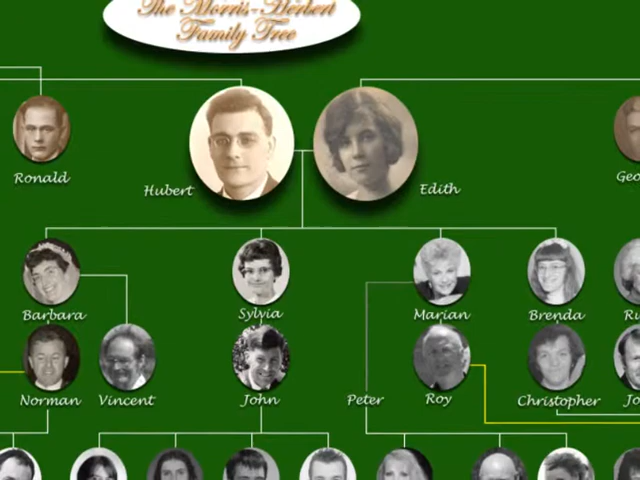 The Morris-Herbert
Family Tree
Ronald
Hubert
Edith
Barbara
Sylvia
Marian
Brenda
Norman
Vincent
John
Peter
Roy
Christopher